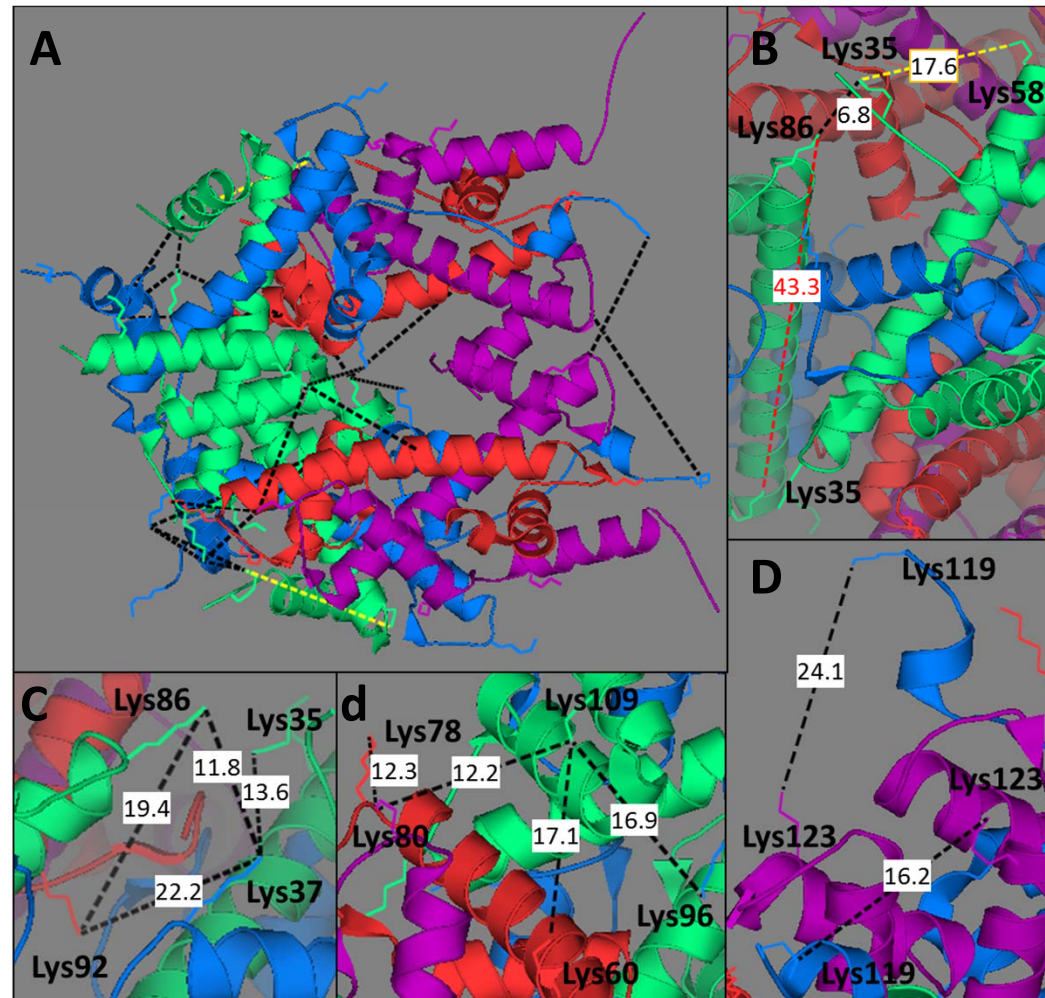 A
B
Lys35
17.6
Lys58
6.8
Lys86
43.3
Lys35
C
Lys86
Lys35
11.8
13.6
19.4
22.2
Lys37
Lys92
d
Lys109
Lys78
12.3
12.2
Lys80
17.1
16.9
Lys96
Lys60
D
Lys119
24.1
Lys123
Lys123
16.2
Lys119